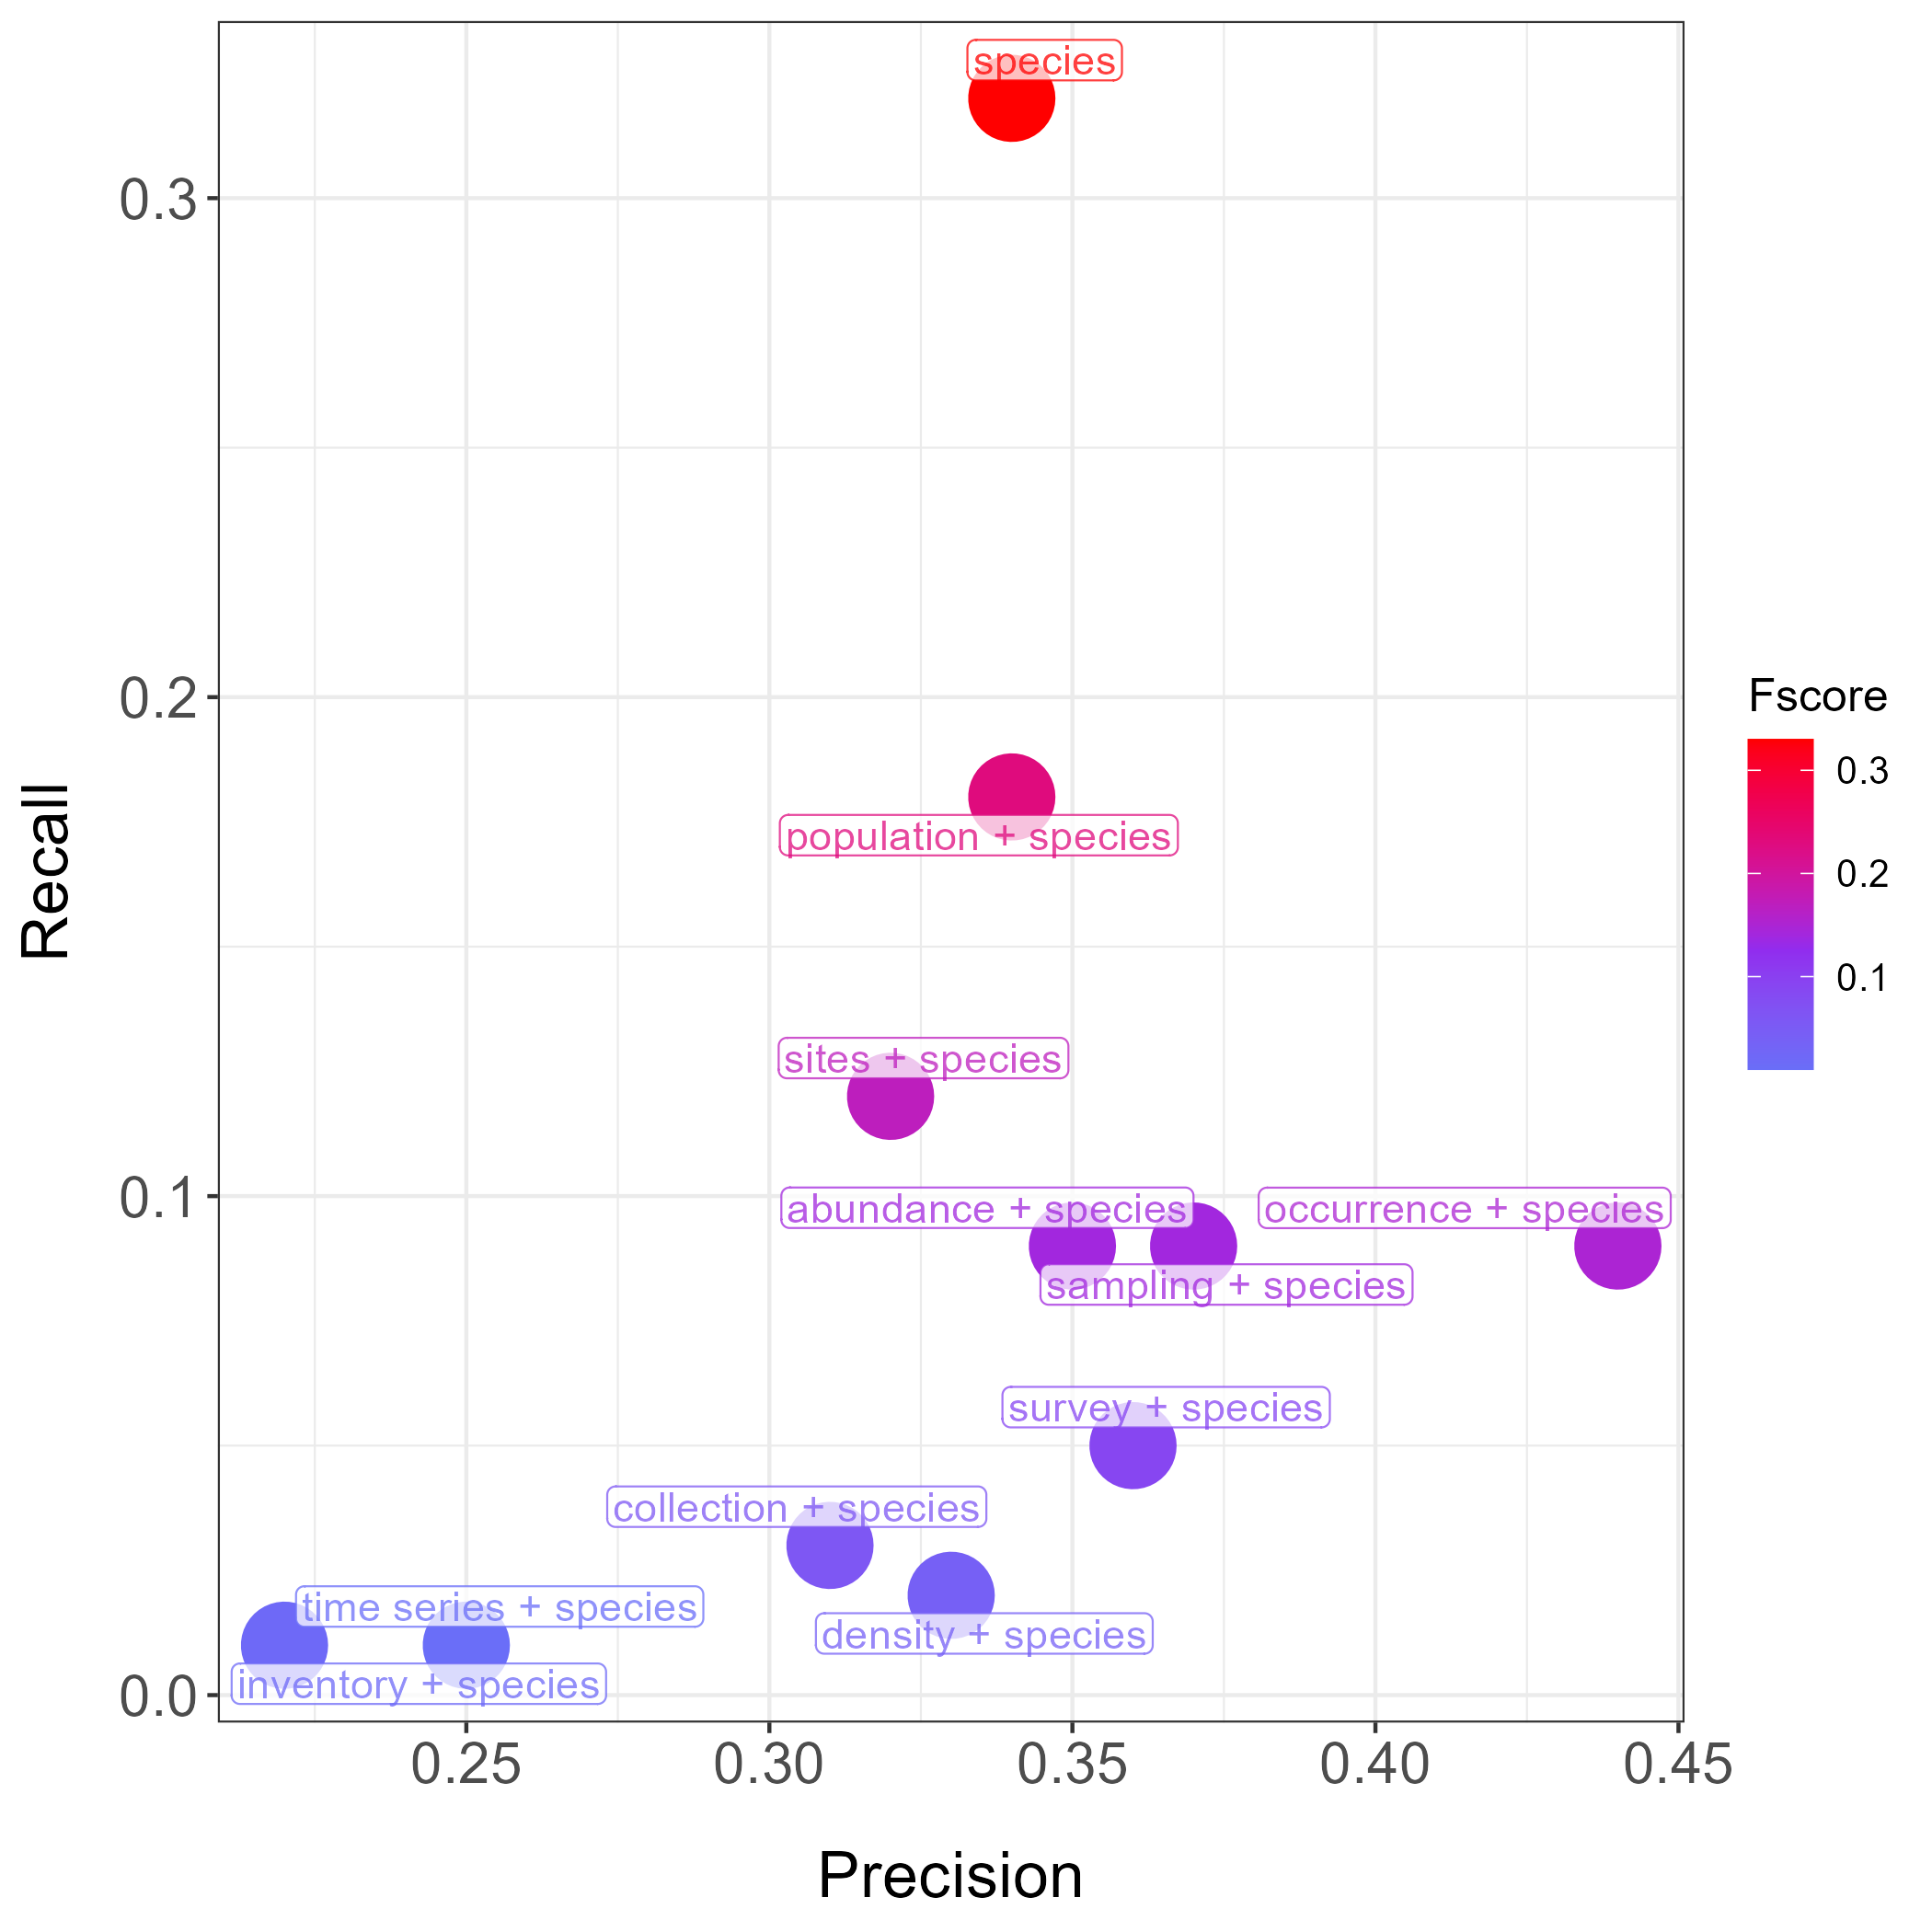 species
0.3
0.2
population + species
Fscore
0.3
0.2
0.1
Recall
sites + species
0.1
abundance + species
occurrence + species
sampling + species
survey + species
collection + species
time series + species
density + species
inventory + species
0.0
0.25
0.30
0.35
0.40
0.45
Precision